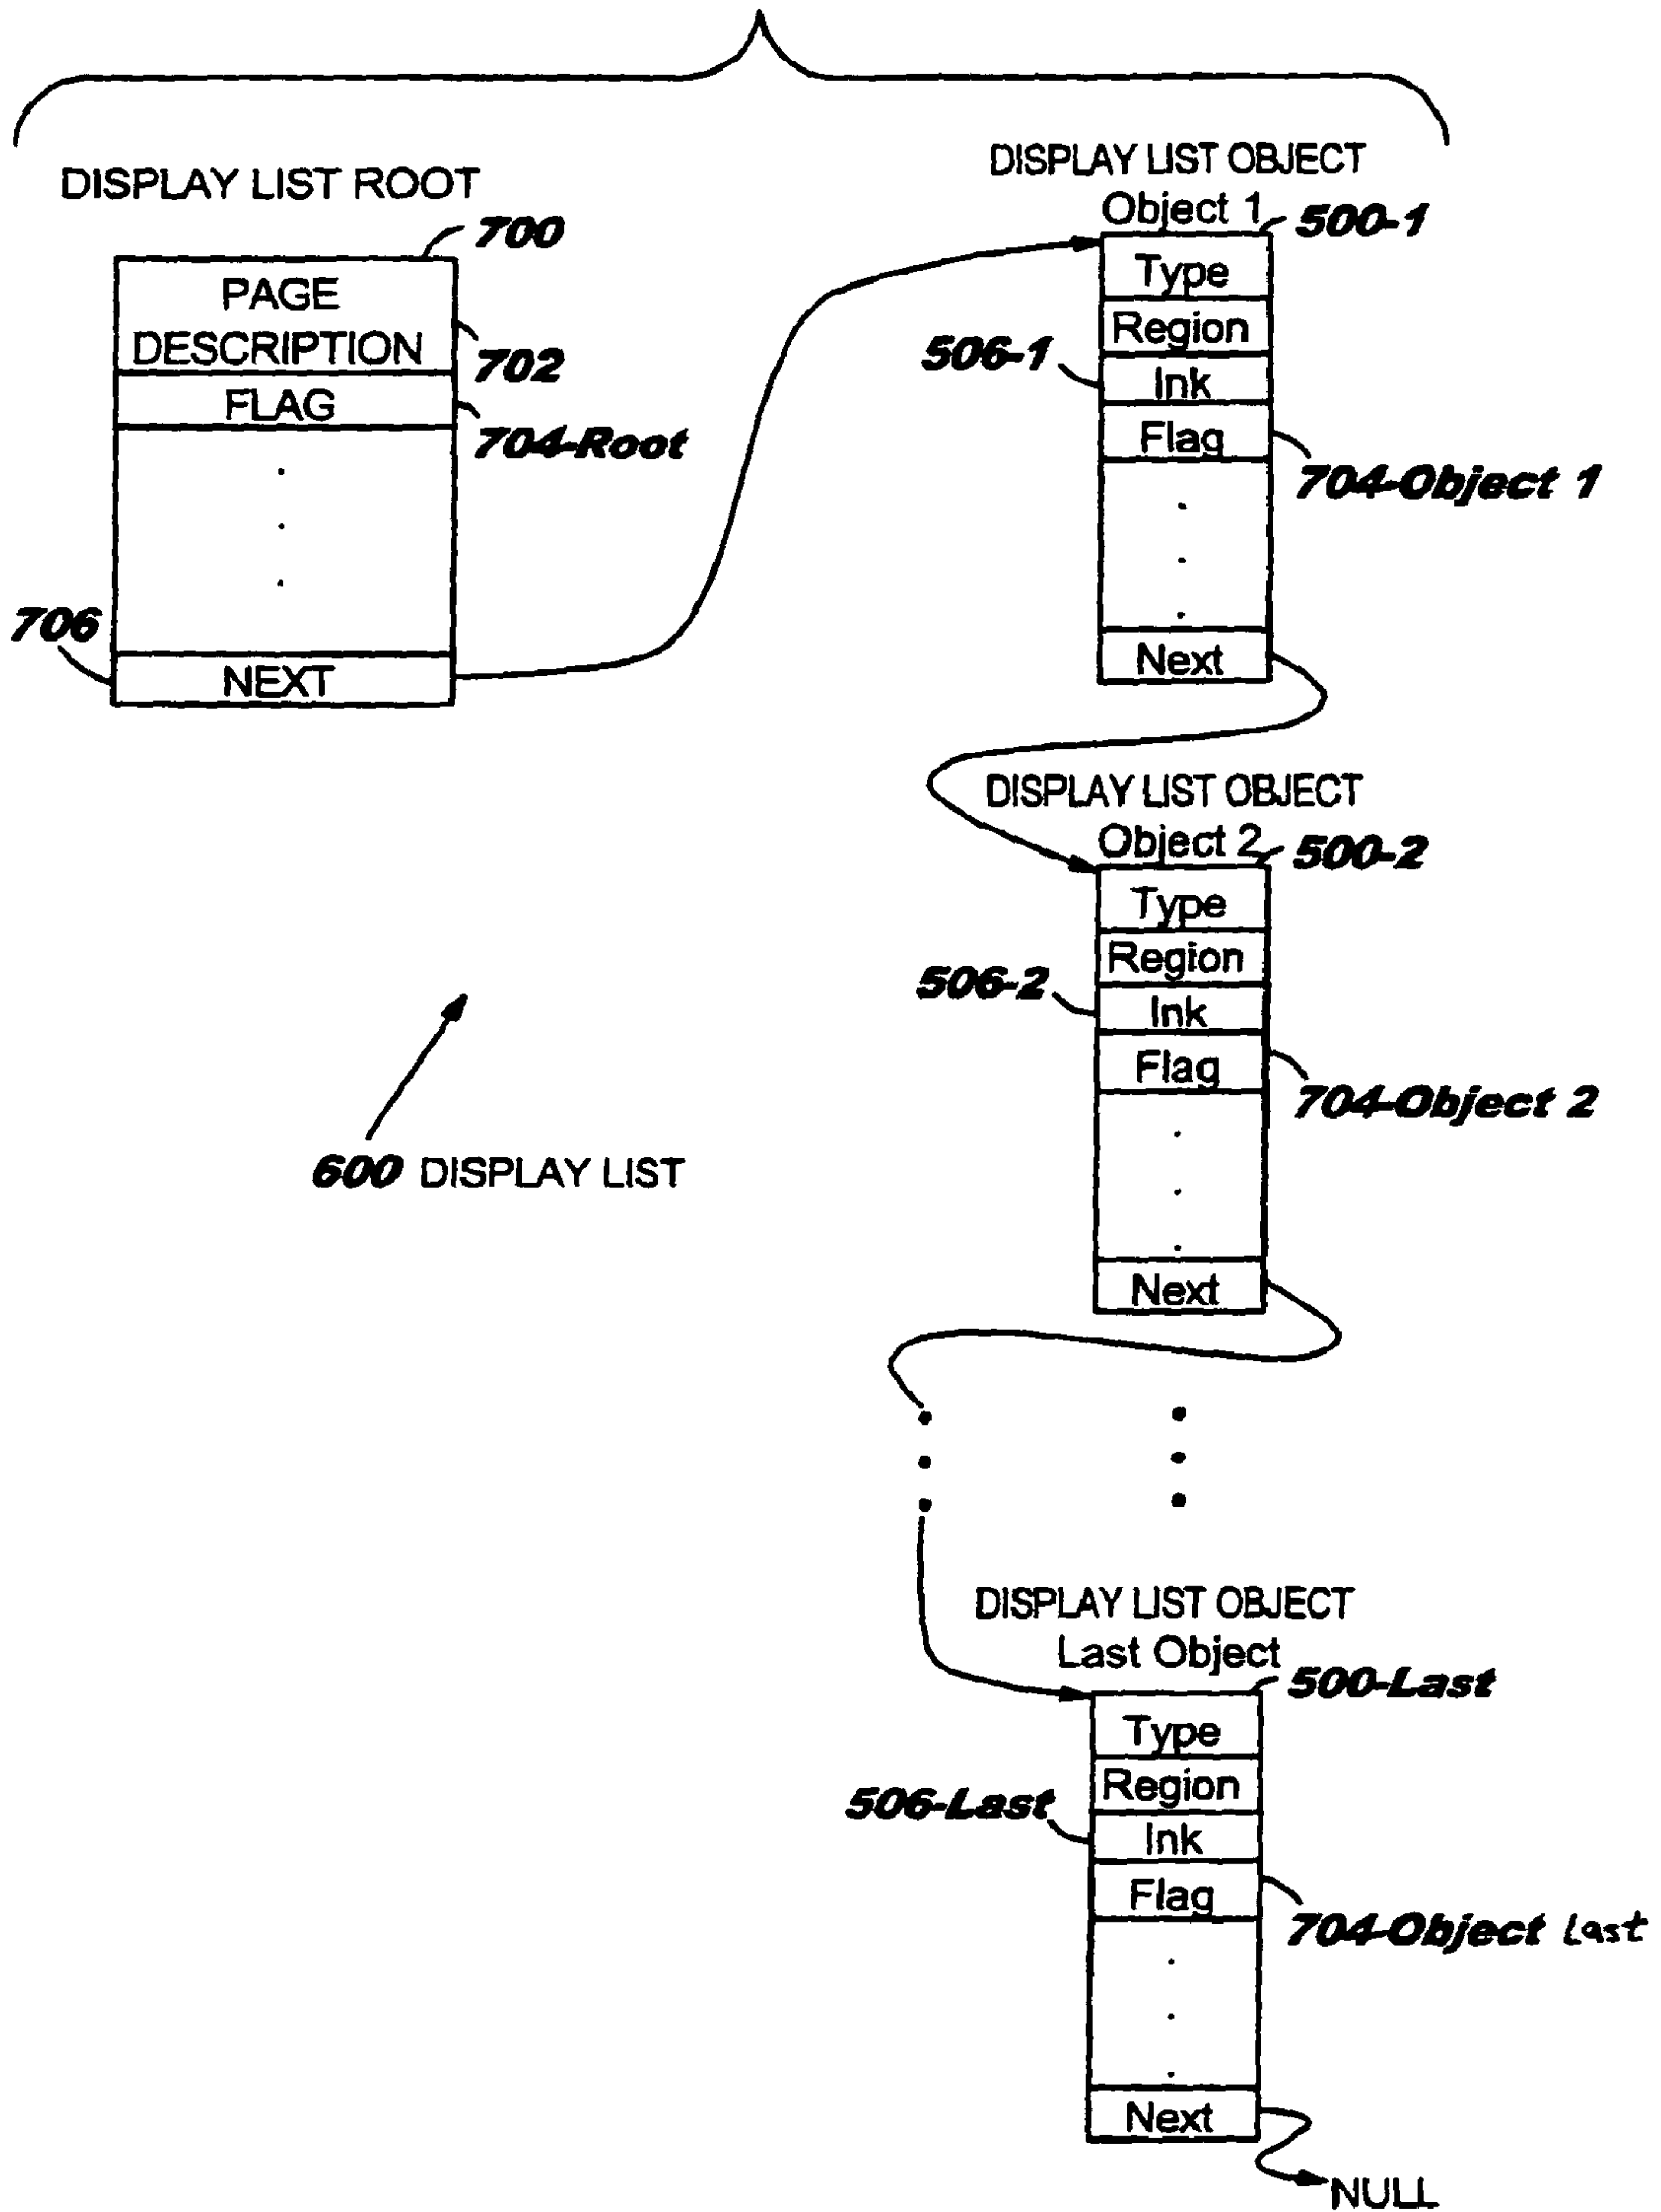 DISPLAY LIST ROOT
700
PAGE
DESCRIPTION
702
FLAG
704-Root
706
NEXT
DISPLAY LIST OBJECT
Object 1
500-1
Type
Region
506-1
Ink
Flag
704-Object 1
Next
DISPLAY LIST OBJECT
Object 2
500-2
Type
Region
506-2
Ink
Flag
704-Object 2
Next
600 DISPLAY LIST
DISPLAY LIST OBJECT
Last Object
500-Last
Type
Region
506-Last
Ink
Flag
704-Object Last
Next
NULL